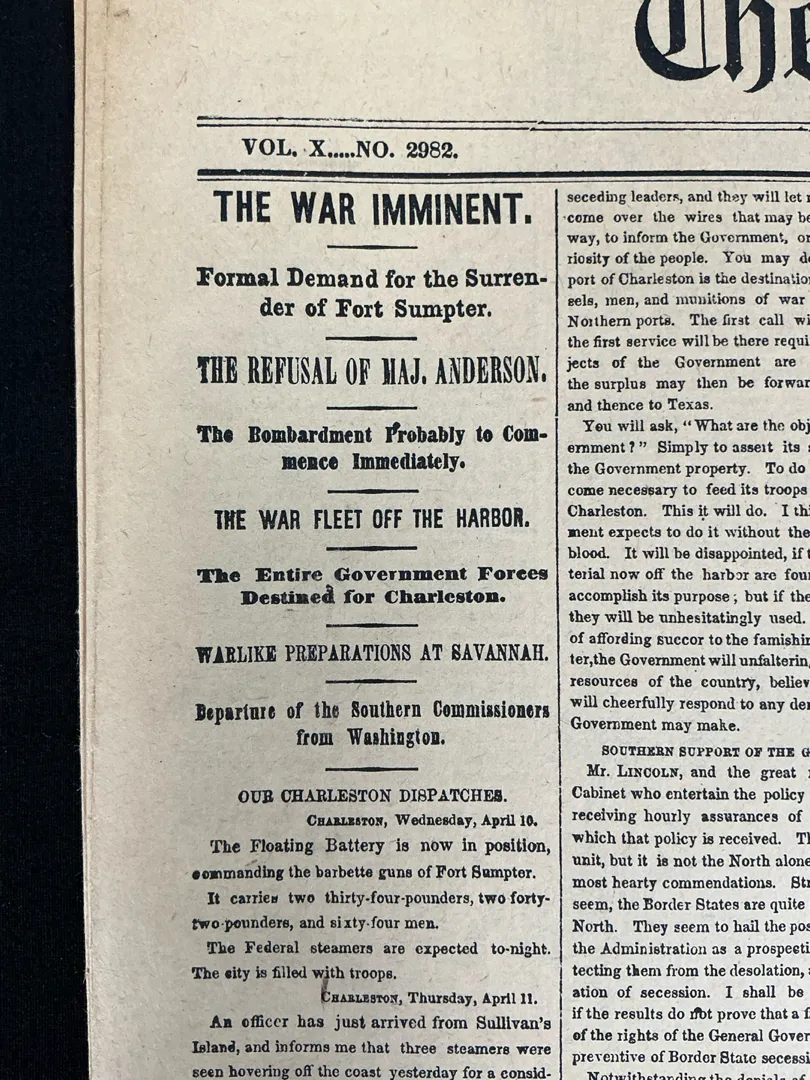 The
VOL. X.....NO. 2982.
THE WAR IMMINENT.
Formal Demand for the Surren-
der of Fort Sumpter.
THE REFUSAL OF MAJ. ANDERSON.
The Bombardment Probably to Com-
mence Immediately.
THE WAR FLEET OFF THE HARBOR.
The Entire Government Forces
Destined for Charleston.
WARLIKE PREPARATIONS AT SAVANNAH.
Departure of the Southern Commissioners
from Washington.
OUR CHARLESTON DISPATCHES.
CHARLESTON, Wednesday, April 10.
The Floating Battery is now in position,
commanding the barbette guns of Fort Sumpter.
It carries two thirty-four-pounders, two forty-
two-pounders, and sixty-four men.
The Federal steamers are expected to-night.
The city is filled with troops.
CHARLESTON, Thursday, April 11.
An officer has just arrived from Sullivan's
Island, and informs me that three steamers were
seen hovering off the coast yesterday for a consid-
seceding leaders, and they will let
come over the wires that may be
way, to inform the Government, or
riosity of the people. You may
port of Charleston is the
sels, men, and munitions of war
Northern ports. The first call
the first service will be there
jects of the Government are
the surplus may then be
and thence to Texas.
You will ask, "What are the
ernment?" Simply to assert its
the Government property. To do
come necessary to feed its troops
Charleston. This it will do. I
ment expects to do it without the
blood. It will be disappointed, if
terial now off the harbor are
accomplish its purpose; but if
they will be unhesitatingly used.
of affording succor to the
ter,the Government will
resources of the country,
will cheerfully respond to any
Government may make.
SOUTHERN SUPPORT OF THE
Mr. LINCOLN, and the great
Cabinet who entertain the policy
receiving hourly assurances of
which that policy is received.
unit, but it is not the North alone
most hearty commendations.
seem, the Border States are quite
North. They seem to hail the
the Administration as a
tecting them from the desolation,
ation of secession. I shall be
if the results do not prove that a
of the rights of the General
preventive of Border State
Notwithstanding the denials of